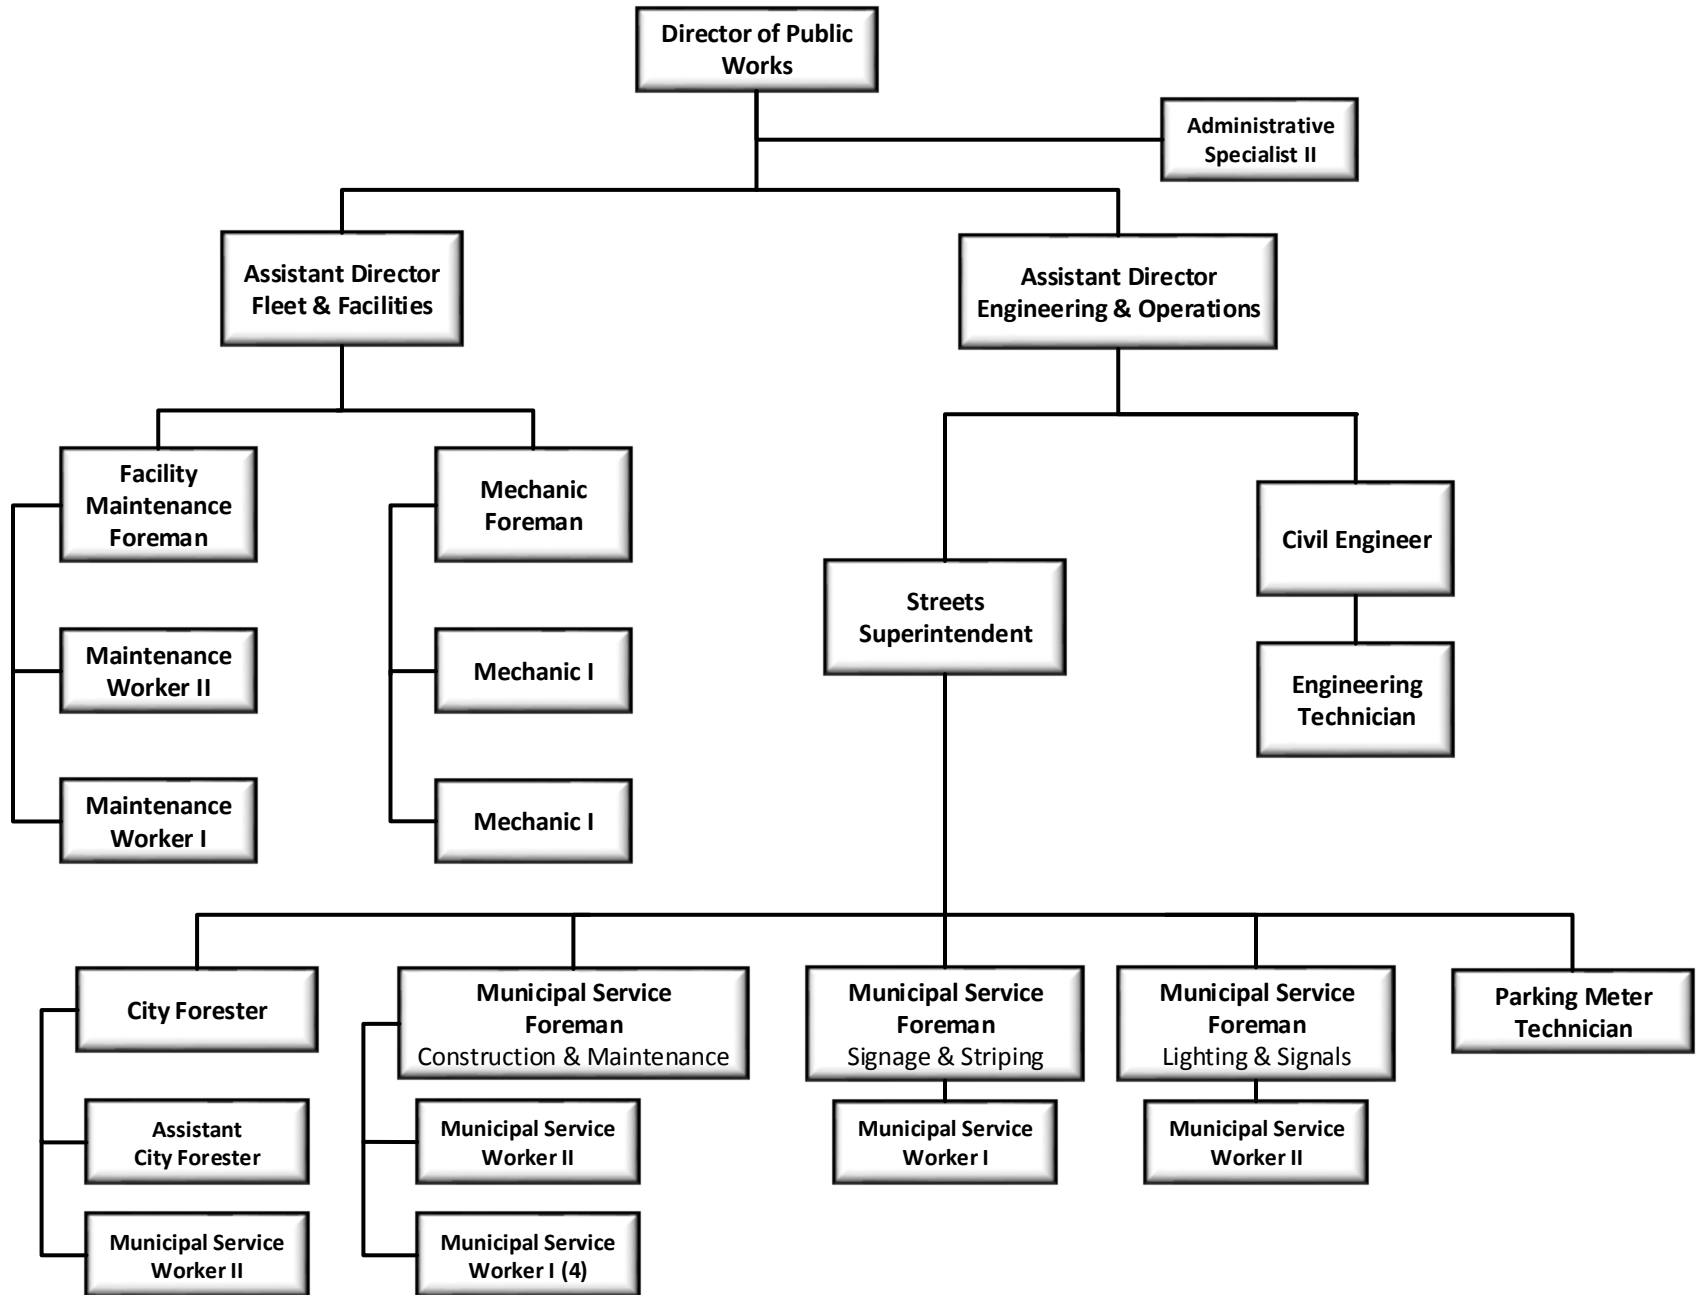 Director of Public
Works
Administrative
Specialist II
Assistant Director
Fleet & Facilities
Assistant Director
Engineering & Operations
Facility
Maintenance
Foreman
Mechanic
Foreman
Civil Engineer
Streets
Superintendent
Maintenance
Worker II
Mechanic I
Engineering
Technician
Maintenance
Worker I
Mechanic I
City Forester
Municipal Service
Foreman
Construction & Maintenance
Municipal Service
Foreman
Signage & Striping
Municipal Service
Foreman
Lighting & Signals
Parking Meter
Technician
Assistant
City Forester
Municipal Service
Worker II
Municipal Service
Worker I
Municipal Service
Worker II
Municipal Service
Worker II
Municipal Service
Worker I (4)